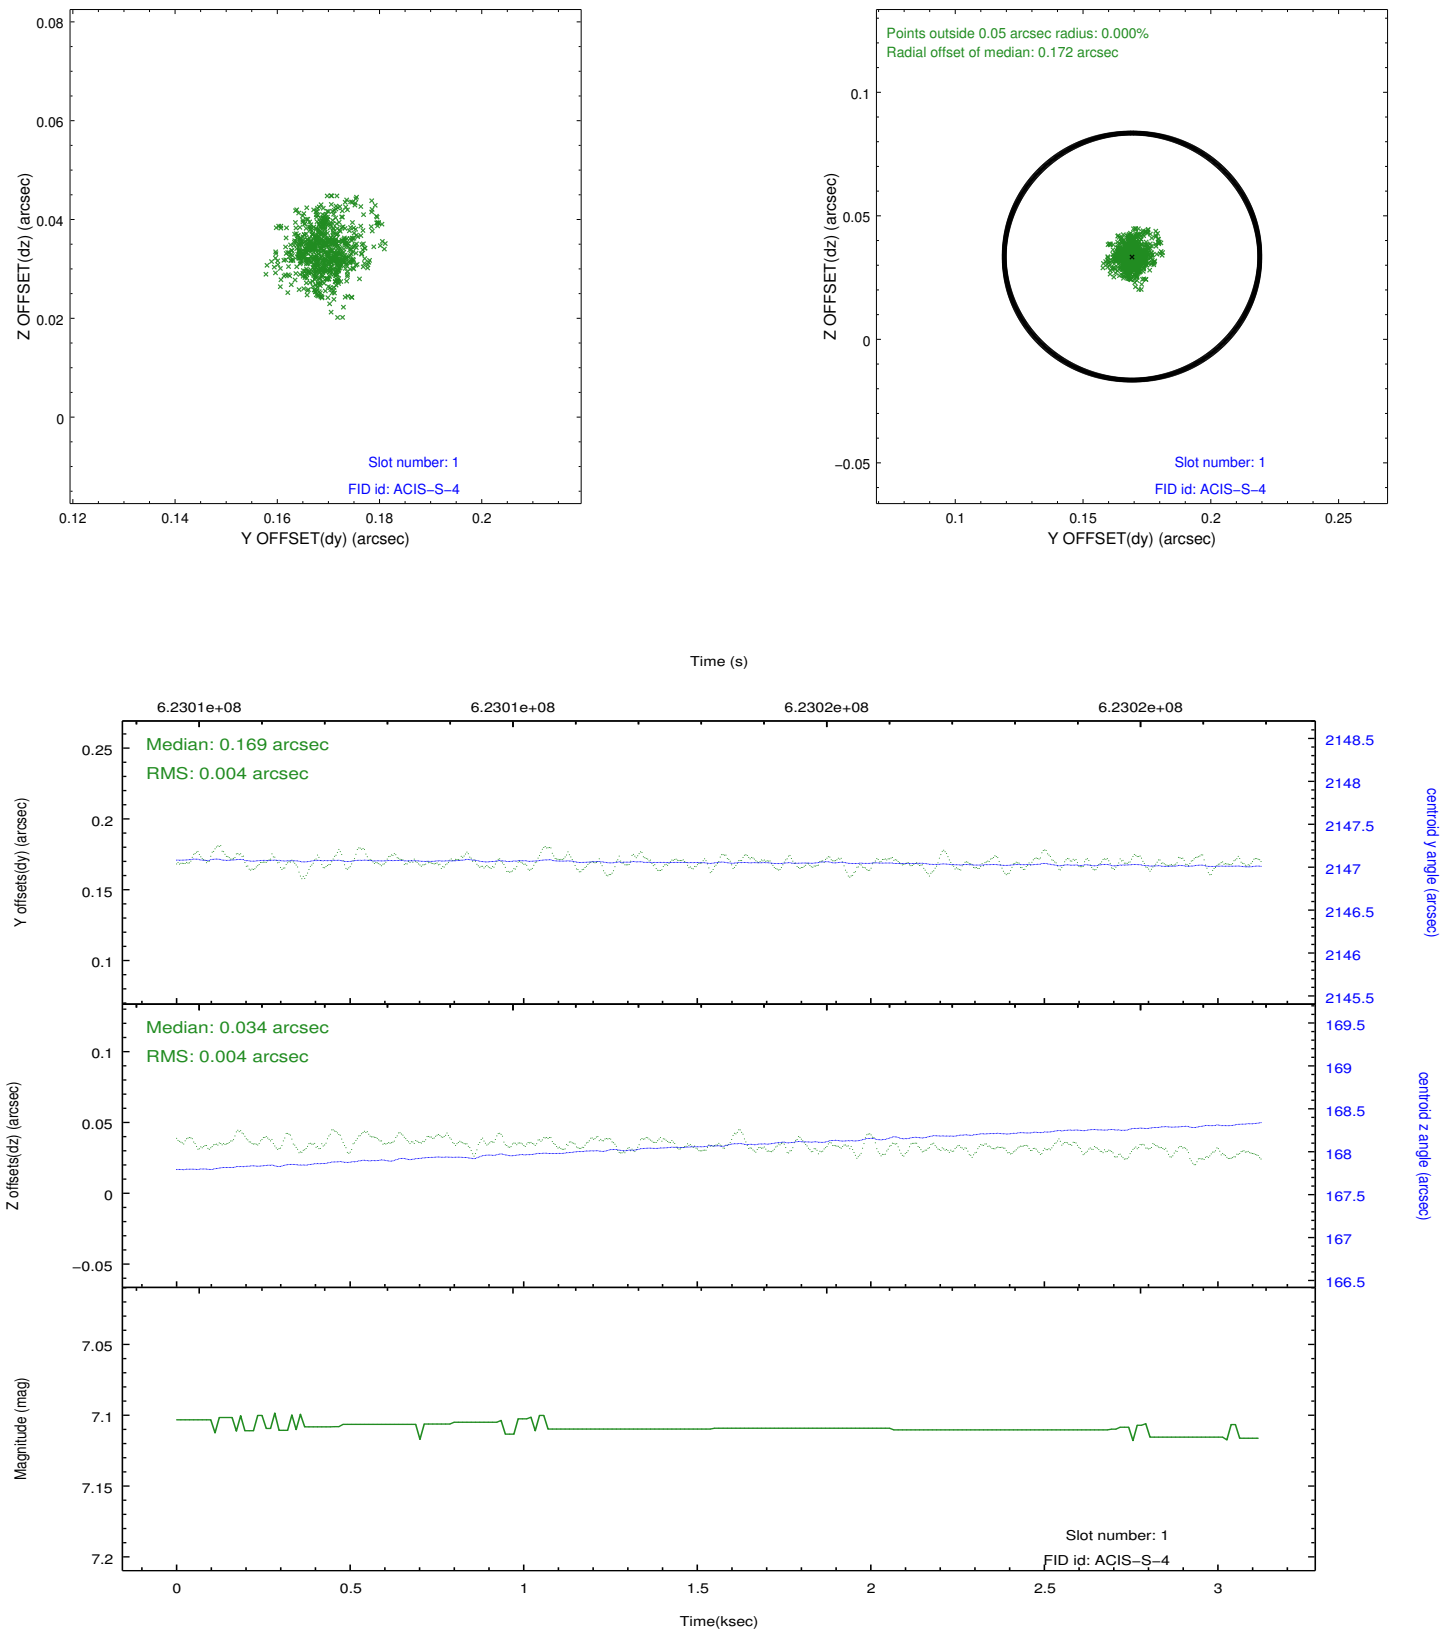 0.08
0.06
0.04
0.02
0
Z OFFSET(dz) (arcsec)
Slot number: 1
FID id: ACIS−S−4
0.12 0.14 0.16 0.18 0.2
Y OFFSET(dy) (arcsec)
Points outside 0.05 arcsec radius: 0.000%
Radial offset of median: 0.172 arcsec
0.1
0.05
0
−0.05
Z OFFSET(dz) (arcsec)
Slot number: 1
FID id: ACIS−S−4
0.1 0.15 0.2 0.25
Y OFFSET(dy) (arcsec)
Time (s)
6.2301e+08 6.2301e+08 6.2302e+08 6.2302e+08
Median: 0.169 arcsec
RMS: 0.004 arcsec
0.25
0.2
0.15
0.1
Y offsets(dy) (arcsec)
2148.5
2148
2147.5
2147
2146.5
2146
2145.5
centroid y angle (arcsec)
Median: 0.034 arcsec
RMS: 0.004 arcsec
0.1
0.05
0
−0.05
Z offsets(dz) (arcsec)
169.5
169
168.5
168
167.5
167
166.5
centroid z angle (arcsec)
7.05
7.1
7.15
7.2
Magnitude (mag)
Slot number: 1
FID id: ACIS−S−4
0 0.5 1 1.5 2 2.5 3
Time(ksec)